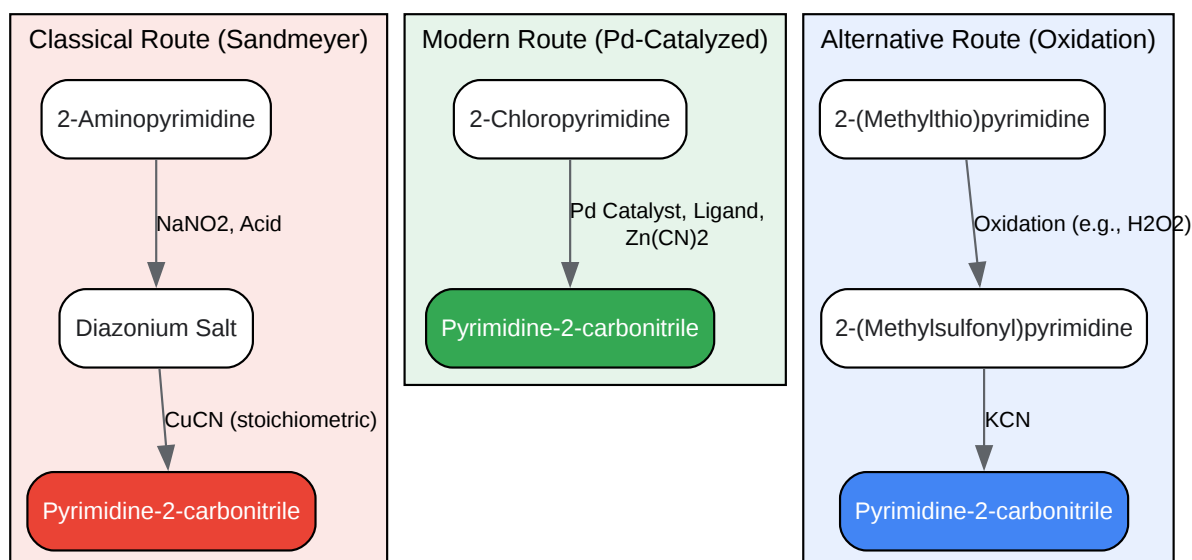 Classical Route (Sandmeyer)
2-Aminopyrimidine
NaNO2, Acid
Diazonium Salt
CuCN (stoichiometric)
Pyrimidine-2-carbonitrile
Modern Route (Pd-Catalyzed)
2-Chloropyrimidine
Pd Catalyst, Ligand,
Zn(CN)2
Pyrimidine-2-carbonitrile
Alternative Route (Oxidation)
2-(Methylthio)pyrimidine
Oxidation (e.g., H2O2)
2-(Methylsulfonyl)pyrimidine
KCN
Pyrimidine-2-carbonitrile